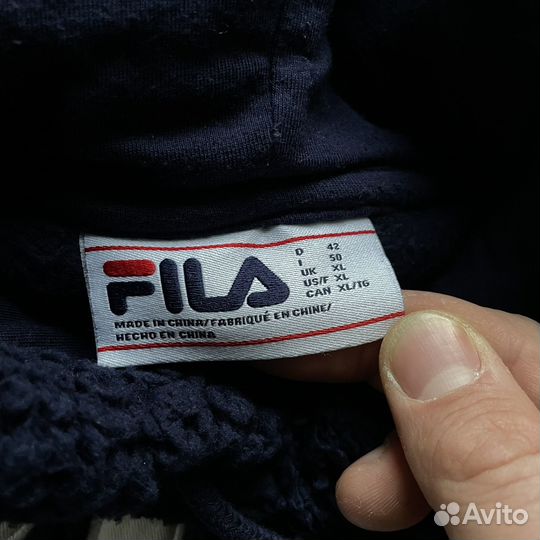 FILA
D 42
I 50
UK XL
US/F XL
CAN XL/TG
MADE IN CHINA/FABRIQUÉ EN CHINE/
HECHO EN CHINA
Avito